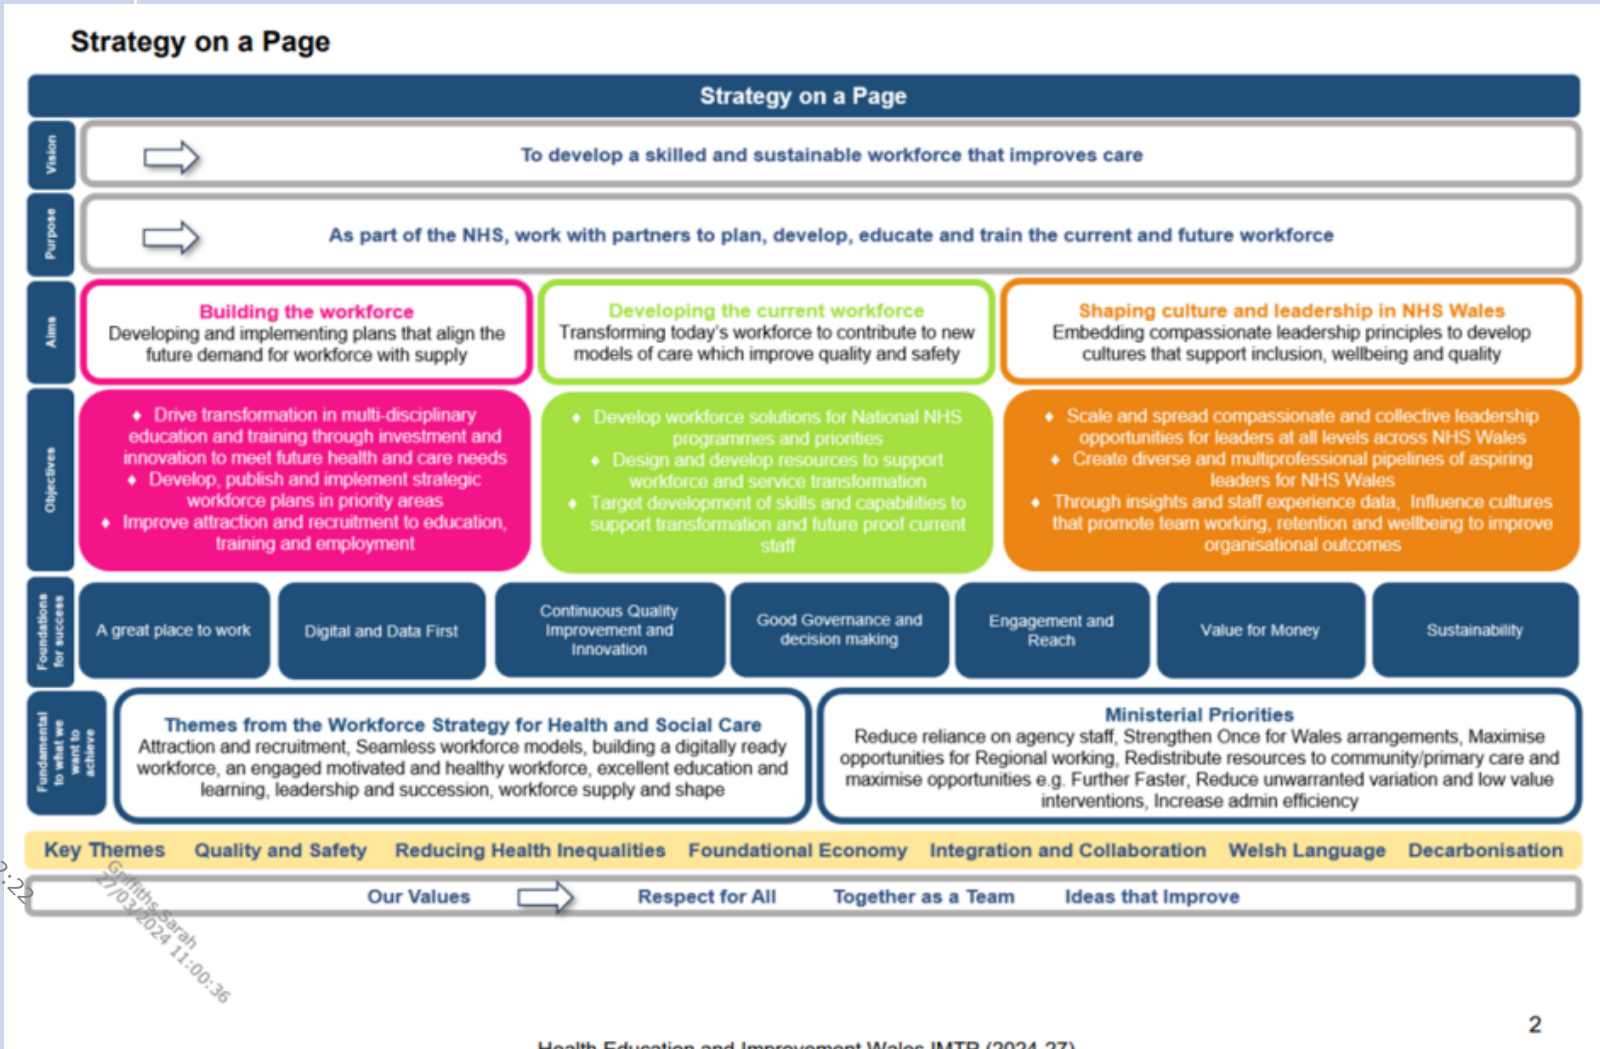 Strategy on a Page
Strategy on a Page
Vision
To develop a skilled and sustainable workforce that improves care
Purpose
As part of the NHS, work with partners to plan, develop, educate and train the current and future workforce
Aims
Building the workforce
Developing and implementing plans that align the
future demand for workforce with supply
Developing the current workforce
Transforming today's workforce to contribute to new
models of care which improve quality and safety
Shaping culture and leadership in NHS Wales
Embedding compassionate leadership principles to develop
cultures that support inclusion, wellbeing and quality
Objectives
♦ Drive transformation in multi-disciplinary
education and training through investment and
innovation to meet future health and care needs
♦ Develop, publish and implement strategic
workforce plans in priority areas
♦ Improve attraction and recruitment to education,
training and employment
♦ Develop workforce solutions for National NHS
programmes and priorities
♦ Design and develop resources to support
workforce and service transformation
♦ Target development of skills and capabilities to
support transformation and future proof current
staff
♦ Scale and spread compassionate and collective leadership
opportunities for leaders at all levels across NHS Wales
♦ Create diverse and multiprofessional pipelines of aspiring
leaders for NHS Wales
♦ Through insights and staff experience data, Influence cultures
that promote team working, retention and wellbeing to improve
organisational outcomes
Foundations
for success
A great place to work
Digital and Data First
Continuous Quality
Improvement and
Innovation
Good Governance and
decision making
Engagement and
Reach
Value for Money
Sustainability
Fundamental
to what we
want to
achieve
Themes from the Workforce Strategy for Health and Social Care
Attraction and recruitment, Seamless workforce models, building a digitally ready
workforce, an engaged motivated and healthy workforce, excellent education and
learning, leadership and succession, workforce supply and shape
Ministerial Priorities
Reduce reliance on agency staff, Strengthen Once for Wales arrangements, Maximise
opportunities for Regional working, Redistribute resources to community/primary care and
maximise opportunities e.g. Further Faster, Reduce unwarranted variation and low value
interventions, Increase admin efficiency
Key Themes Quality and Safety Reducing Health Inequalities Foundational Economy Integration and Collaboration Welsh Language Decarbonisation
Our Values Respect for All Together as a Team Ideas that Improve
:22
Griffiths,Sarah
27/03/2024 11:00:36
2
Health Education and Improvement Wales IMTP (2024-27)